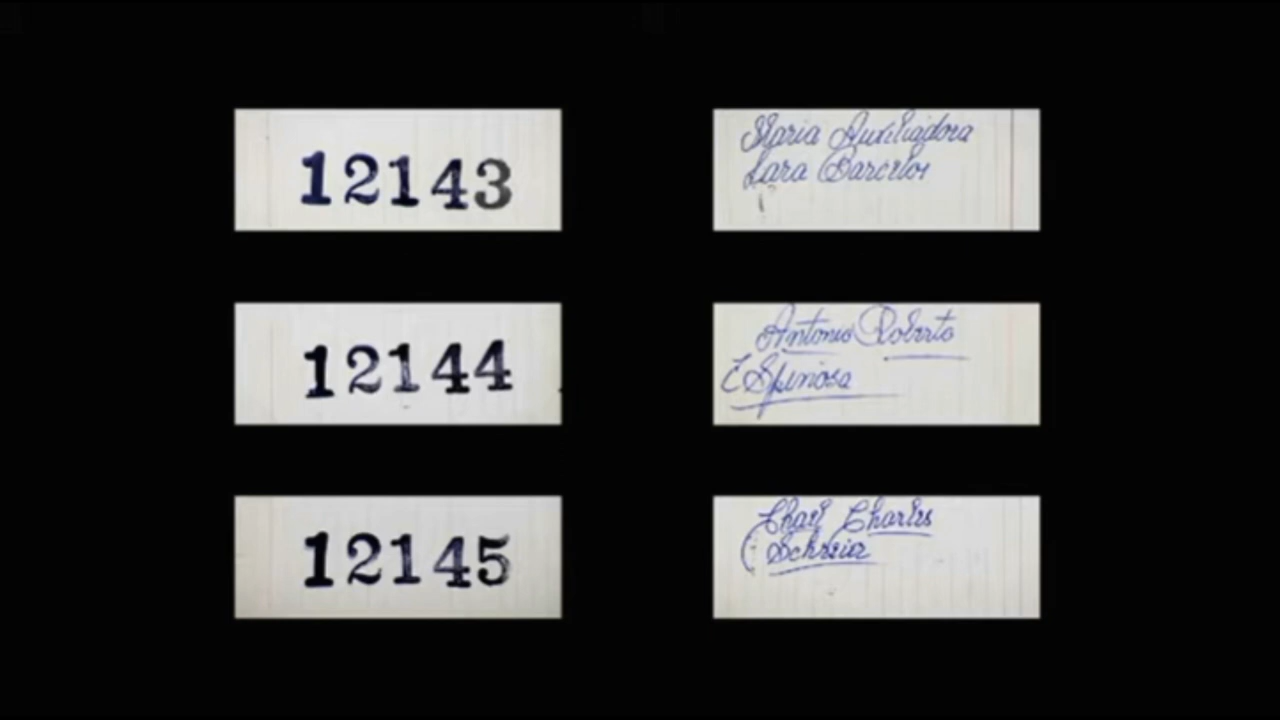 12143
Maria Auxiliadora
Lara Barcelos
12144
Antonio Roberto
Espinosa
12145
Chael Charles
Schreier